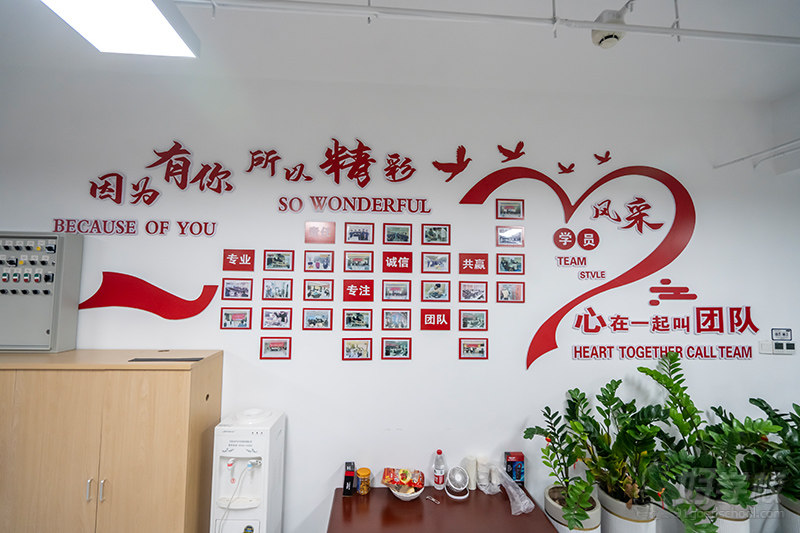 因为有你 所以精彩
BECAUSE OF YOU
SO WONDERFUL
专业
诚信
共赢
专注
团队
风采
学员
TEAM
STYLE
心在一起叫团队
HEART TOGETHER CALL TEAM